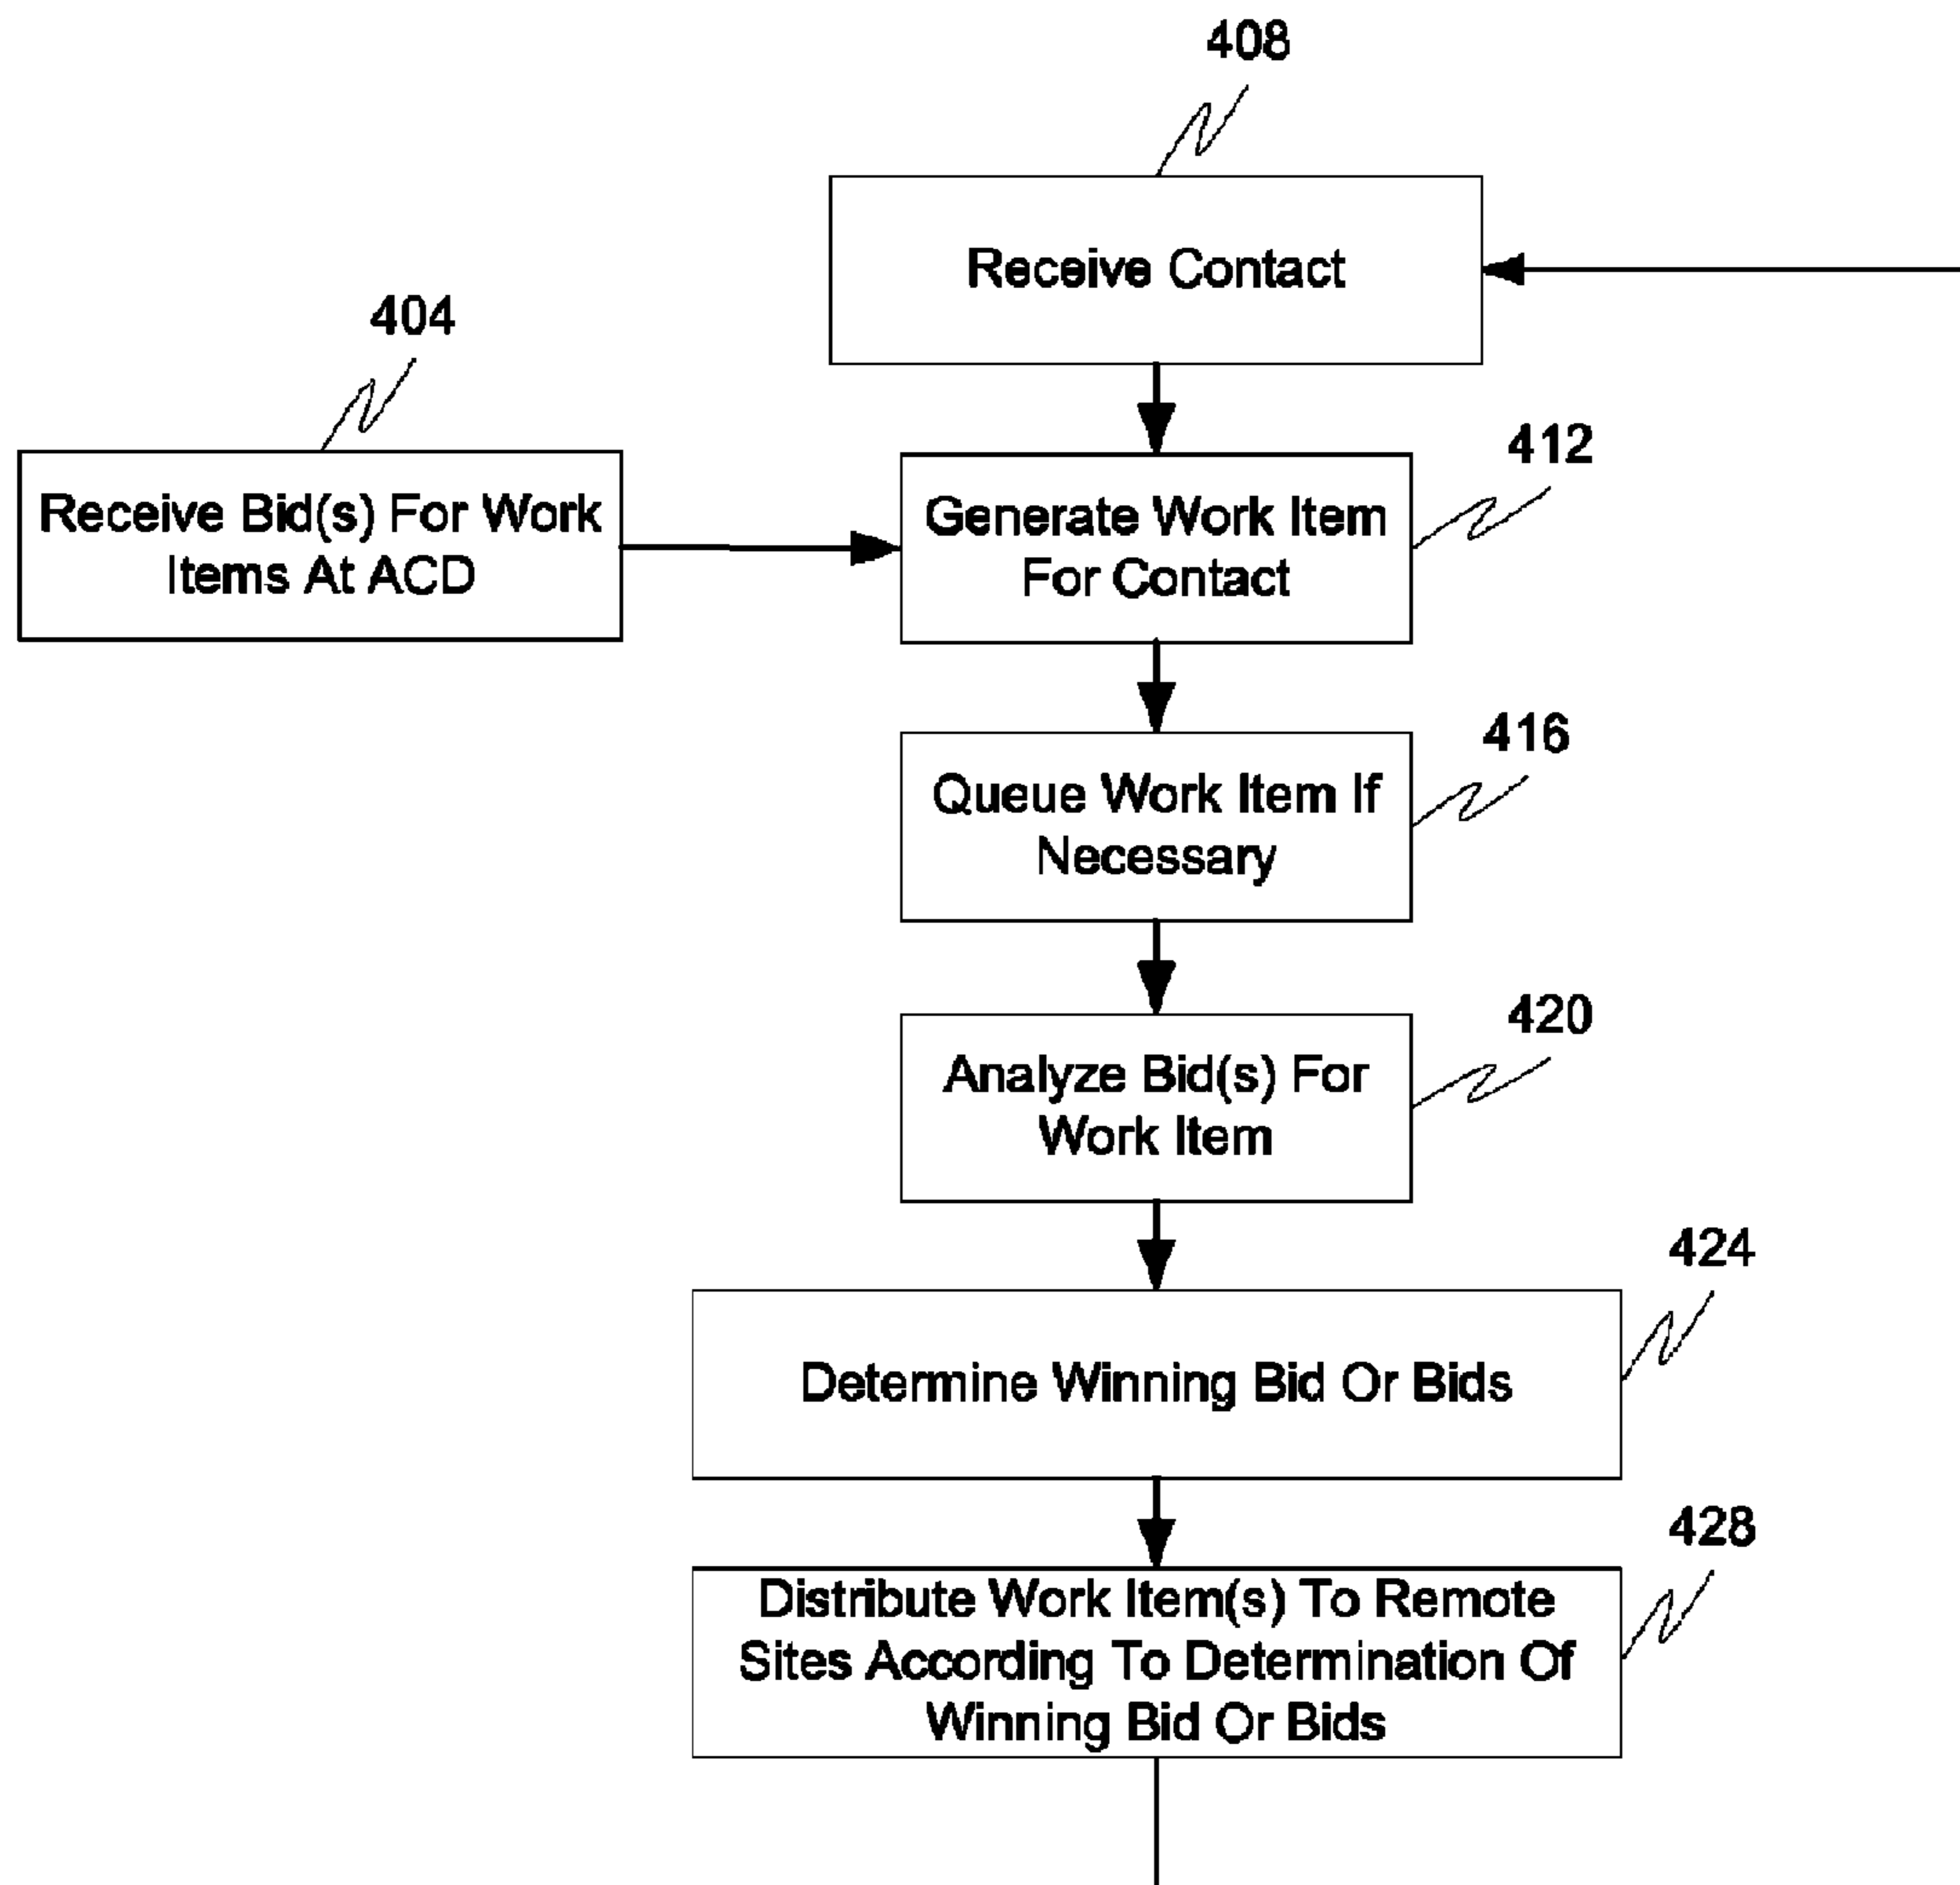 408
Receive Contact
404
Receive Bid(s) For Work
Items At ACD
412
Generate Work Item
For Contact
416
Queue Work Item If
Necessary
420
Analyze Bid(s) For
Work Item
424
Determine Winning Bid Or Bids
428
Distribute Work Item(s) To Remote
Sites According To Determination Of
Winning Bid Or Bids